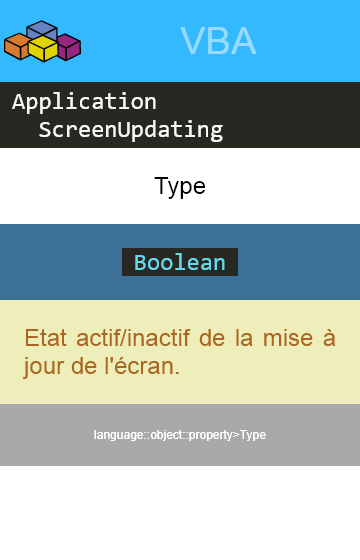 VBA
Application
ScreenUpdating
Type
Boolean
Etat actif/inactif de la mise à
jour de l'écran.
language::object::property>Type